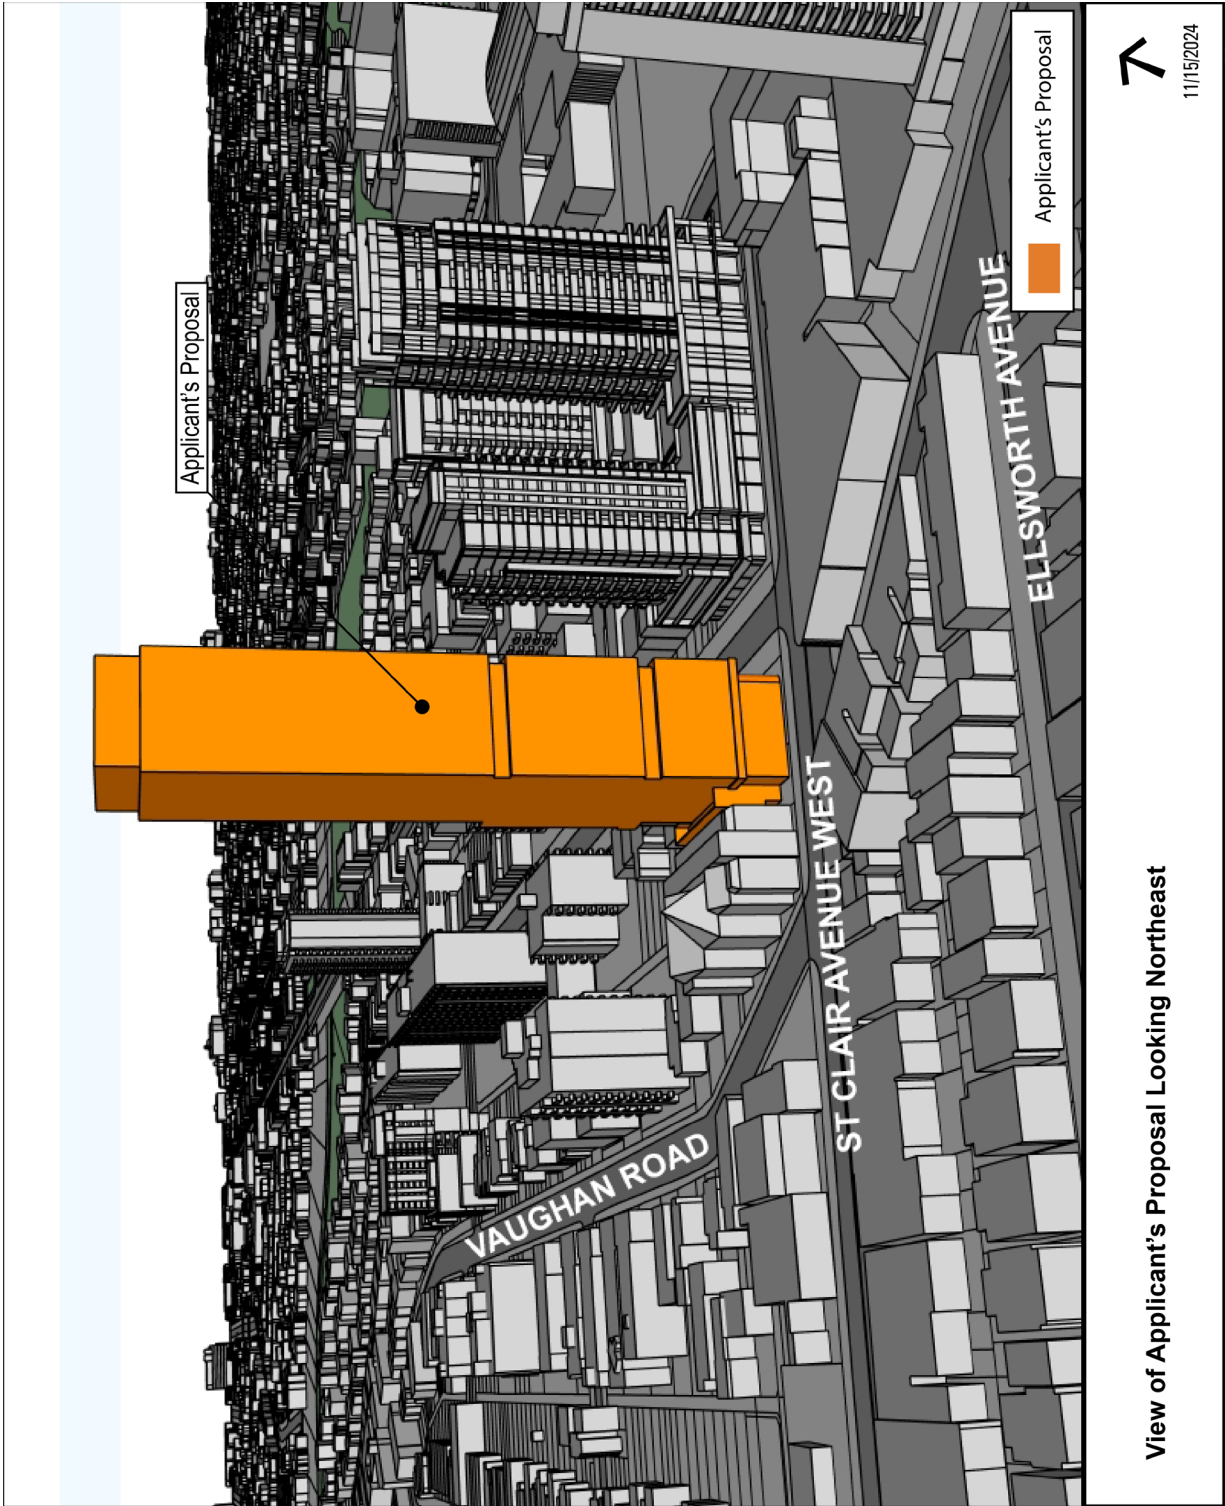 Applicant's Proposal
VAUGHAN ROAD
ST CLAIR AVENUE WEST
ELLSWORTH AVENUE
Applicant's Proposal
View of Applicant's Proposal Looking Northeast
11/15/2024